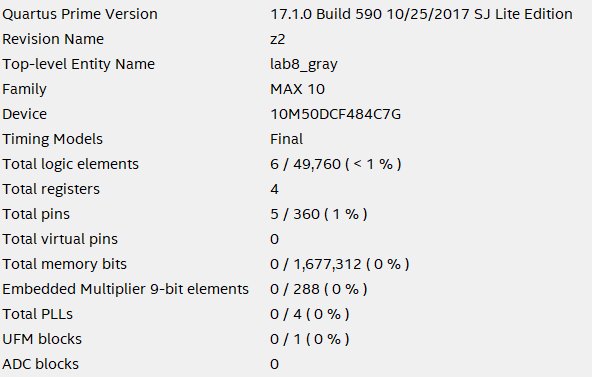 Quartus Prime Version 17.1.0 Build 590 10/25/2017 SJ Lite Edition
Revision Name z2
Top-level Entity Name lab8_gray
Family MAX 10
Device 10M50DCF484C7G
Timing Models Final
Total logic elements 6 / 49,760 ( < 1 % )
Total registers 4
Total pins 5 / 360 ( 1 % )
Total virtual pins 0
Total memory bits 0 / 1,677,312 ( 0 % )
Embedded Multiplier 9-bit elements 0 / 288 ( 0 % )
Total PLLs 0 / 4 ( 0 % )
UFM blocks 0 / 1 ( 0 % )
ADC blocks 0